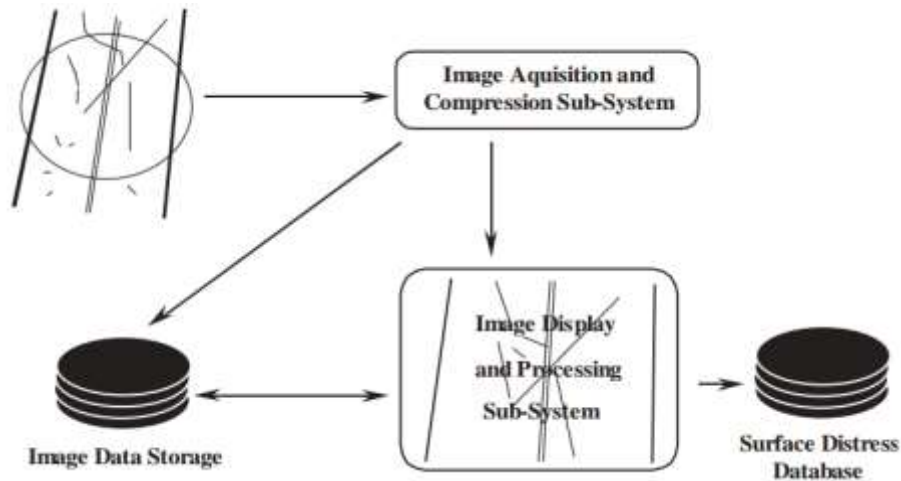 Image Aquisition and
Compression Sub-System
Image Display
and Processing
Sub-System
Image Data Storage
Surface Distress
Database